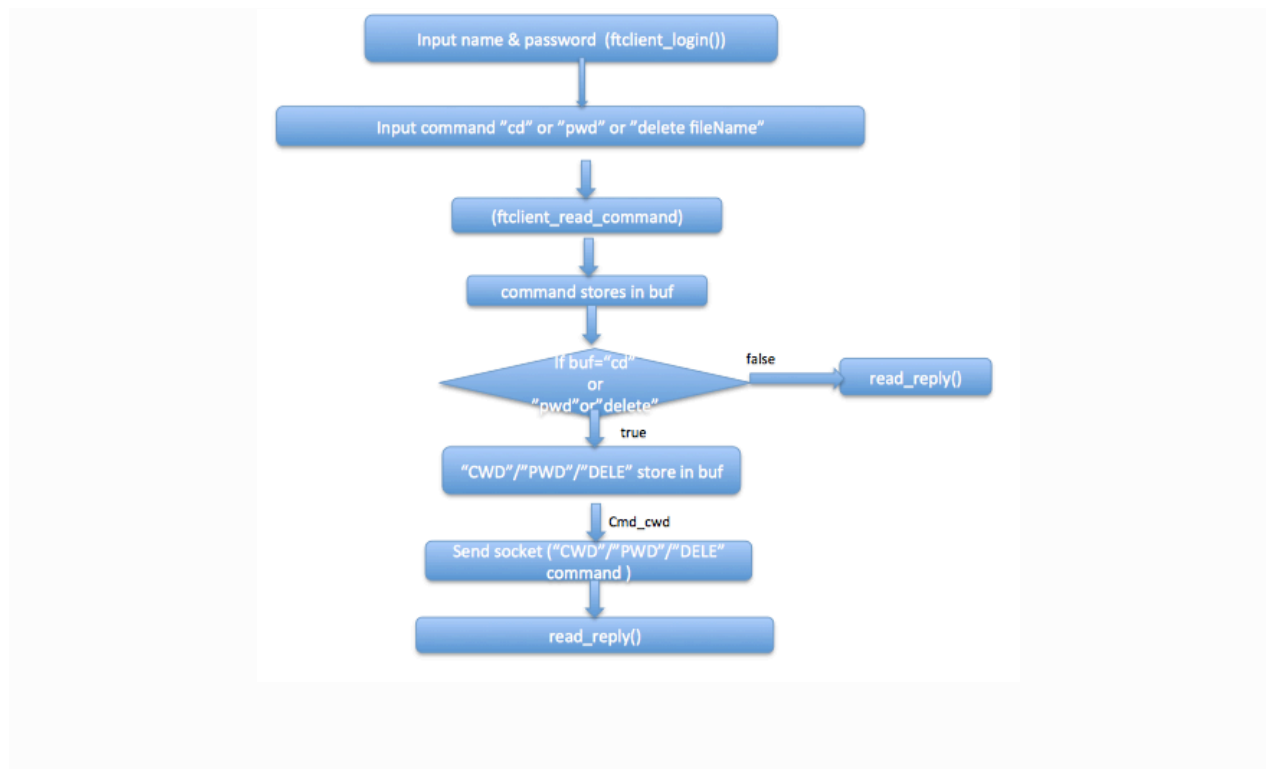 Input name & password  (ftclient_login())
Input command “cd” or “pwd” or ”delete fileName”
(ftclient_read_command)
command stores in buf
If buf=“cd”
or
”pwd”or”delete”
false
read_reply()
true
“CWD”/”PWD”/”DELE” store in buf
Cmd_cwd
Send socket (“CWD”/”PWD”/”DELE”
command )
read_reply()